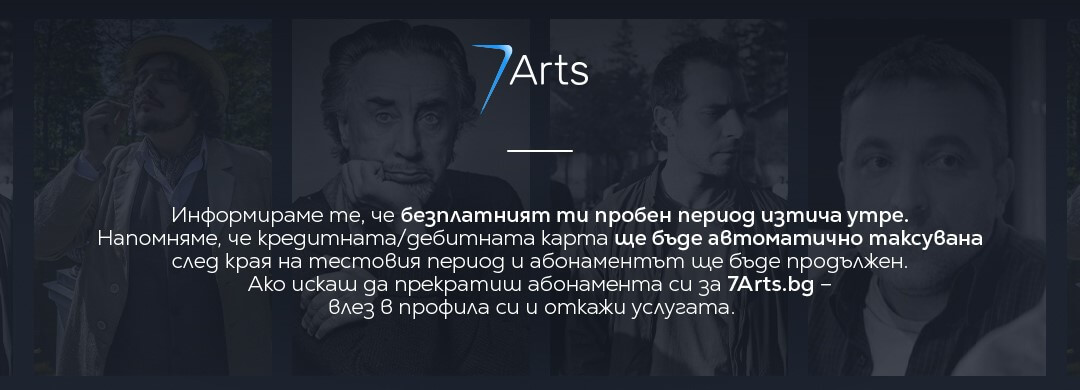 7Arts
Информираме те, че безплатният ти пробен период изтича утре.
Напомняме, че кредитната/дебитната карта ще бъде автоматично таксувана
след края на тестовия период и абонаментът ще бъде продължен.
Ако искаш да прекратиш абонамента си за 7Arts.bg –
влез в профила си и откажи услугата.